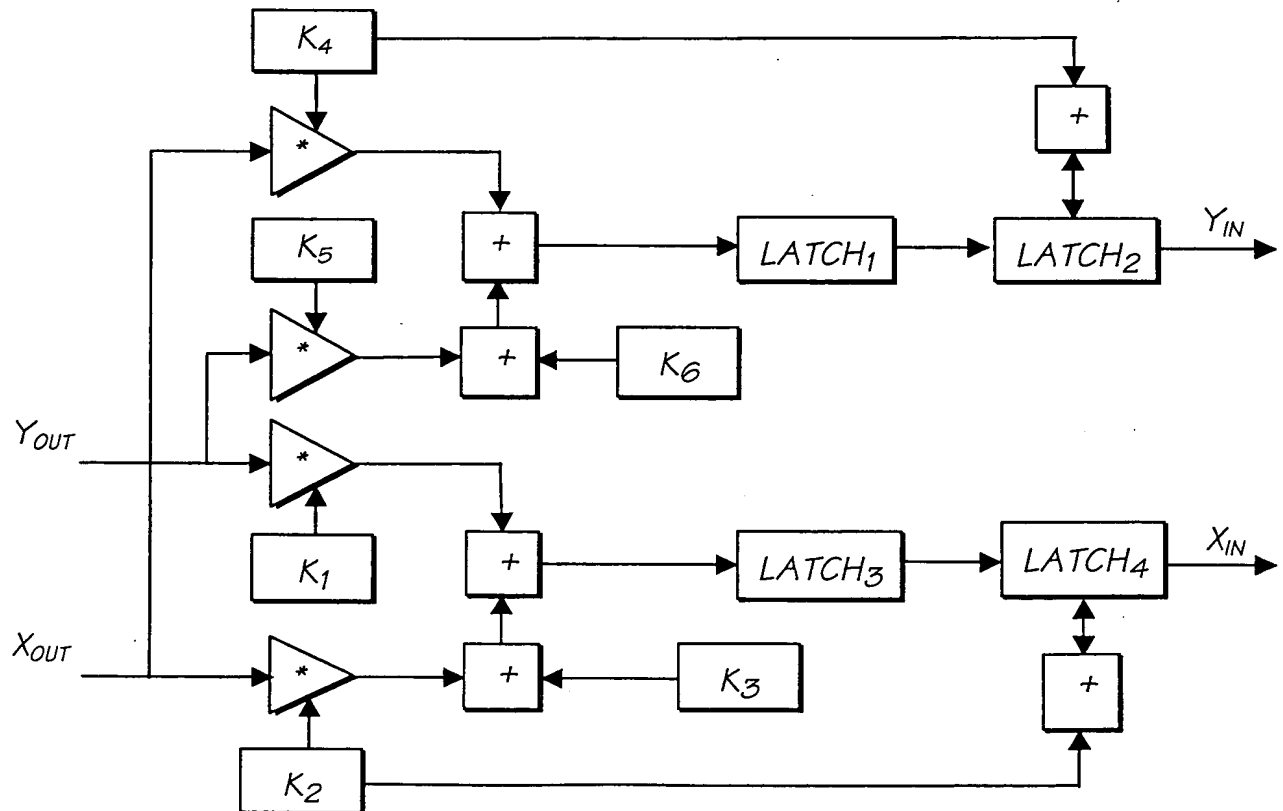 K4
+
*
K5
+
LATCH1
LATCH2
YIN
*
+
K6
YOUT
*
K1
+
LATCH3
LATCH4
XIN
XOUT
*
+
K3
+
K2